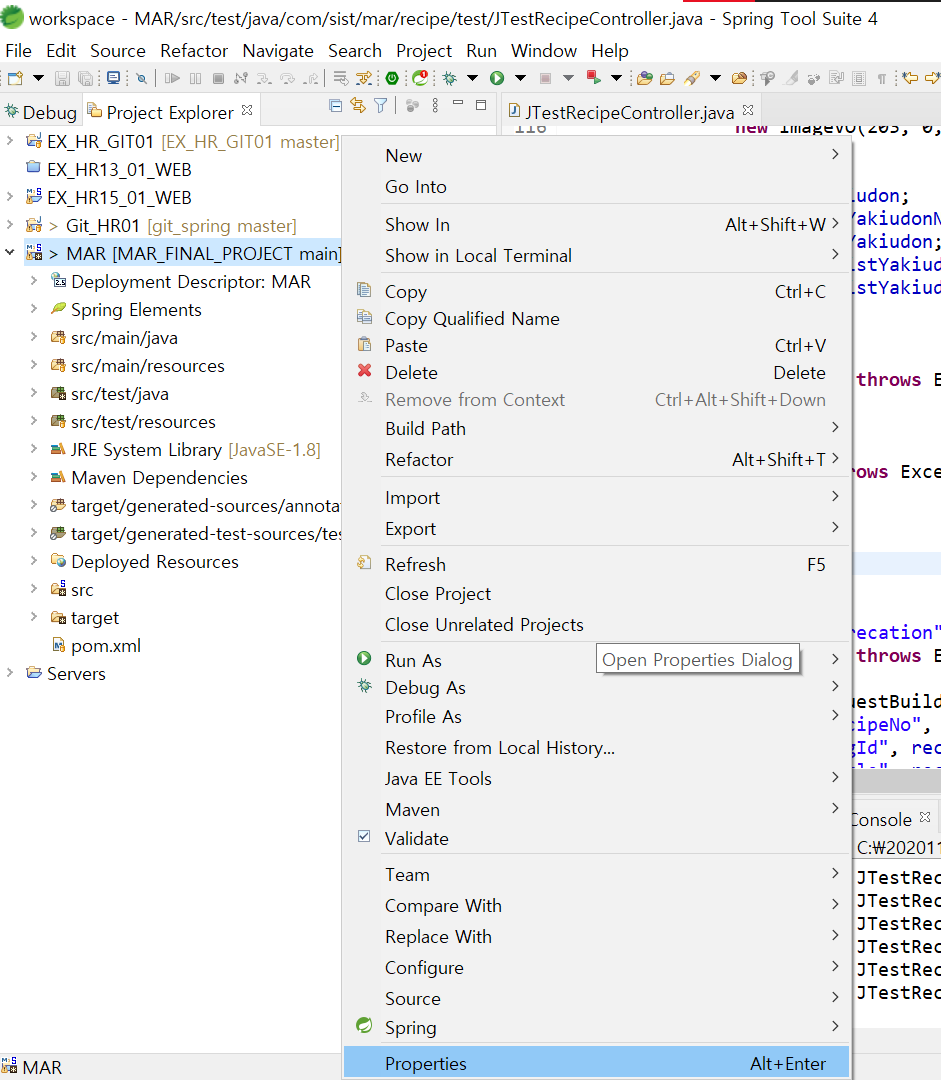 workspace - MAR/src/test/java/com/sist/mar/recipe/test/JTestRecipeController.java - Spring Tool Suite 4
File Edit Source Refactor Navigate Search Project Run Window Help
Debug Project Explorer
EX_HR_GIT01 [EX_HR_GIT01 master]
EX_HR13_01_WEB
EX_HR15_01_WEB
> Git_HR01 [git_spring master]
> MAR [MAR_FINAL_PROJECT main]
Deployment Descriptor: MAR
Spring Elements
src/main/java
src/main/resources
src/test/java
src/test/resources
JRE System Library [JavaSE-1.8]
Maven Dependencies
target/generated-sources/annota
target/generated-test-sources/tes
Deployed Resources
src
target
pom.xml
Servers
MAR
New
Go Into
Show In Alt+Shift+W
Show in Local Terminal
Copy Ctrl+C
Copy Qualified Name
Paste Ctrl+V
Delete Delete
Remove from Context Ctrl+Alt+Shift+Down
Build Path
Refactor Alt+Shift+T
Import
Export
Refresh F5
Close Project
Close Unrelated Projects
Run As
Open Properties Dialog
Debug As
Profile As
Restore from Local History...
Java EE Tools
Maven
Validate
Team
Compare With
Replace With
Configure
Source
Spring
Properties Alt+Enter
JTestRecipeController.java
116 new ImageVO(203, 0,
udon;
YakiudonN
Yakiudon;
stYakiud
stYakiud
throws E
ows Exce
recation"
throws E
uestBuild
ipeNo",
gId", rec
Console
C:₩202011
JTestRec
JTestRec
JTestRec
JTestRec
JTestRec
JTestRec